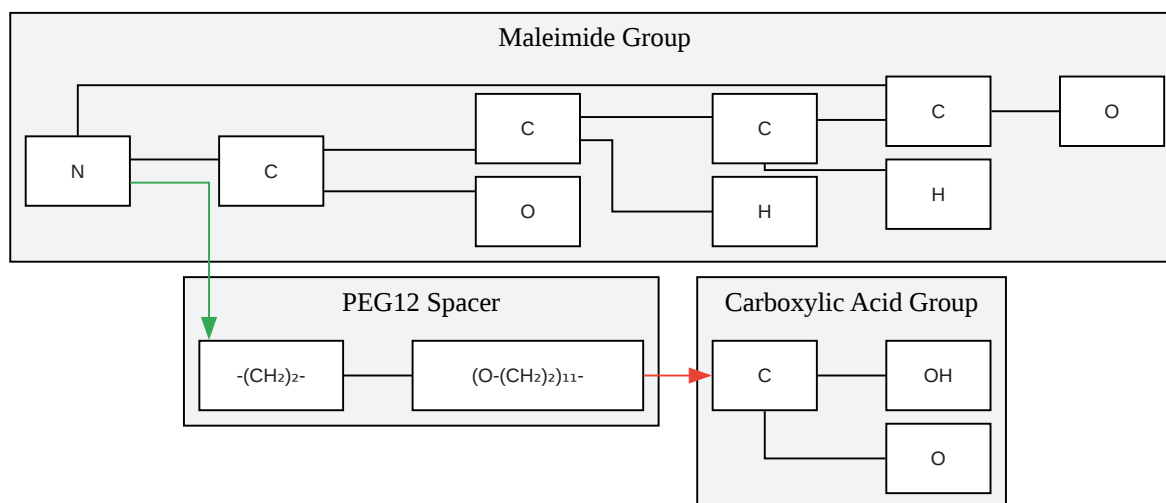 Maleimide Group
C
O
C
C
N
C
H
O
H
PEG12 Spacer
Carboxylic Acid Group
-(CH₂)₂-
(O-(CH₂)₂)₁₁-
C
OH
O